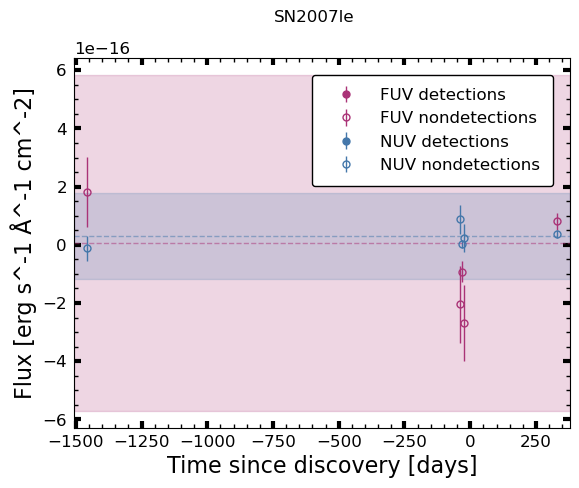 SN2007le
1e−16
FUV detections
FUV nondetections
NUV detections
NUV nondetections
6
4
2
0
−2
−4
−6
Flux [erg s^-1 Å^-1 cm^-2]
−1500 −1250 −1000 −750 −500 −250 0 250
Time since discovery [days]